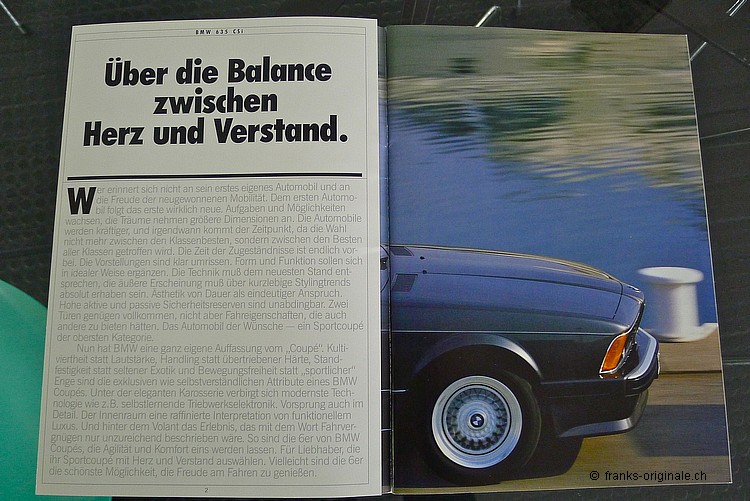 BMW 635 CSi
Über die Balance
zwischen
Herz und Verstand.
Wer erinnert sich nicht an sein erstes eigenes Automobil und an
die Freude der neugewonnenen Mobilität. Dem ersten Automo-
bil folgt das erste wirklich neue. Aufgaben und Möglichkeiten
wachsen, die Träume nehmen größere Dimensionen an. Die Automobile
werden kräftiger, und irgendwann kommt der Zeitpunkt, da die Wahl
nicht mehr zwischen den Klassenbesten, sondern zwischen den Besten
aller Klassen getroffen wird. Die Zeit der Zugeständnisse ist endlich vor-
bei. Die Vorstellungen sind klar umrissen. Form und Funktion sollen sich
in idealer Weise ergänzen. Die Technik muß dem neuesten Stand ent-
sprechen, die äußere Erscheinung muß über kurzlebige Stylingtrends
absolut erhaben sein. Ästhetik von Dauer als eindeutiger Anspruch.
Hohe aktive und passive Sicherheitsreserven sind unabdingbar. Zwei
Türen genügen vollkommen, nicht aber Fahreigenschaften, die auch
andere zu bieten hätten. Das Automobil der Wünsche — ein Sportcoupé
der obersten Kategorie.
Nun hat BMW eine ganz eigene Auffassung vom „Coupé". Kulti-
viertheit statt Lautstärke, Handling statt übertriebener Härte, Stand-
festigkeit statt seltener Exotik und Bewegungsfreiheit statt „sportlicher"
Enge sind die exklusiven wie selbstverständlichen Attribute eines BMW
Coupés. Unter der eleganten Karosserie verbirgt sich modernste Tech-
nologie wie z.B. selbstlernende Triebwerkselektronik. Vorsprung auch im
Detail. Der Innenraum eine raffinierte Interpretation von funktionellem
Luxus. Und hinter dem Volant das Erlebnis, das mit dem Wort Fahrver-
gnügen nur unzureichend beschrieben wäre. So sind die 6er von BMW
Coupés, die Agilität und Komfort eins werden lassen. Für Liebhaber, die
ihr Sportcoupé mit Herz und Verstand auswählen. Vielleicht sind die 6er
die schönste Möglichkeit, die Freude am Fahren zu genießen.
2
© franks-originale.ch